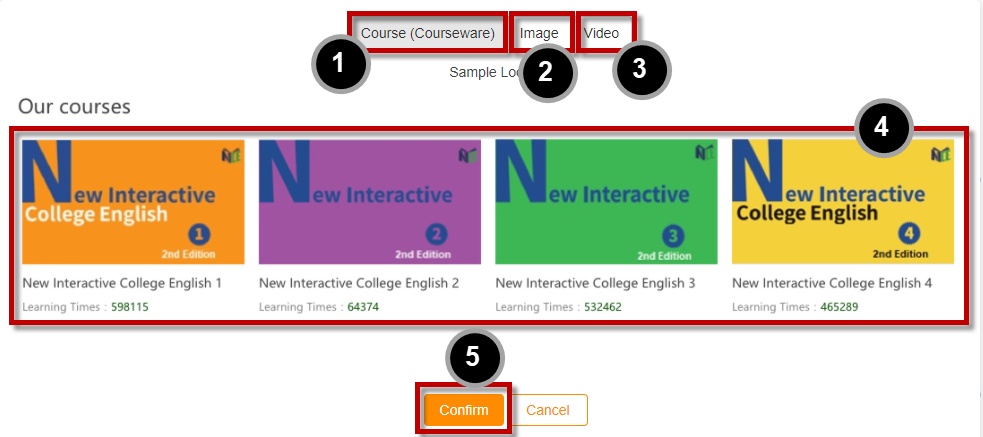 Course (Courseware) Image Video
1 2 3
Sample
Our courses
4
New Interactive
College English
1
2nd Edition
New Interactive
2
2nd Edition
New Interactive
3
2nd Edition
New Interactive
College English
4
2nd Edition
New Interactive College English 1
Learning Times : 598115
New Interactive College English 2
Learning Times : 64374
New Interactive College English 3
Learning Times : 532462
New Interactive College English 4
Learning Times : 465289
5
Confirm Cancel